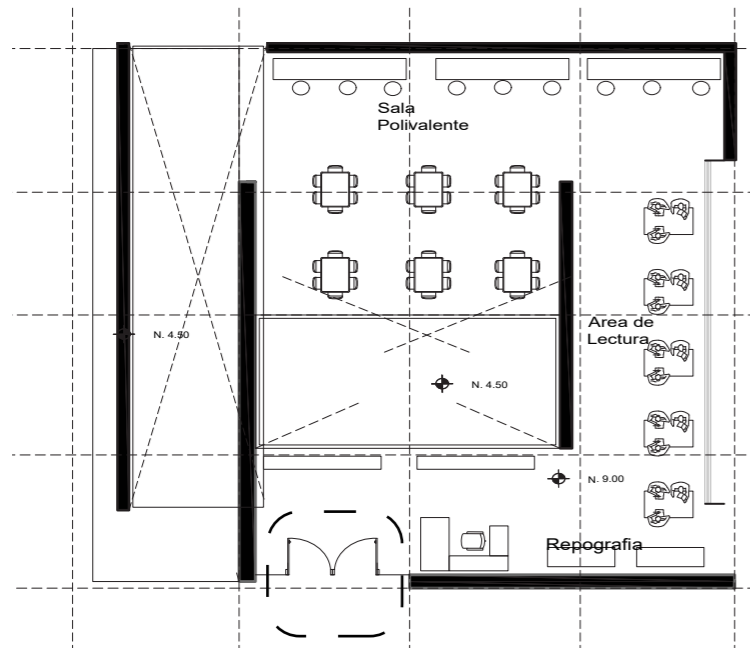 Sala
Polivalente
Area de
Lectura
N. 4.50
N. 4.50
N. 9.00
Repografia